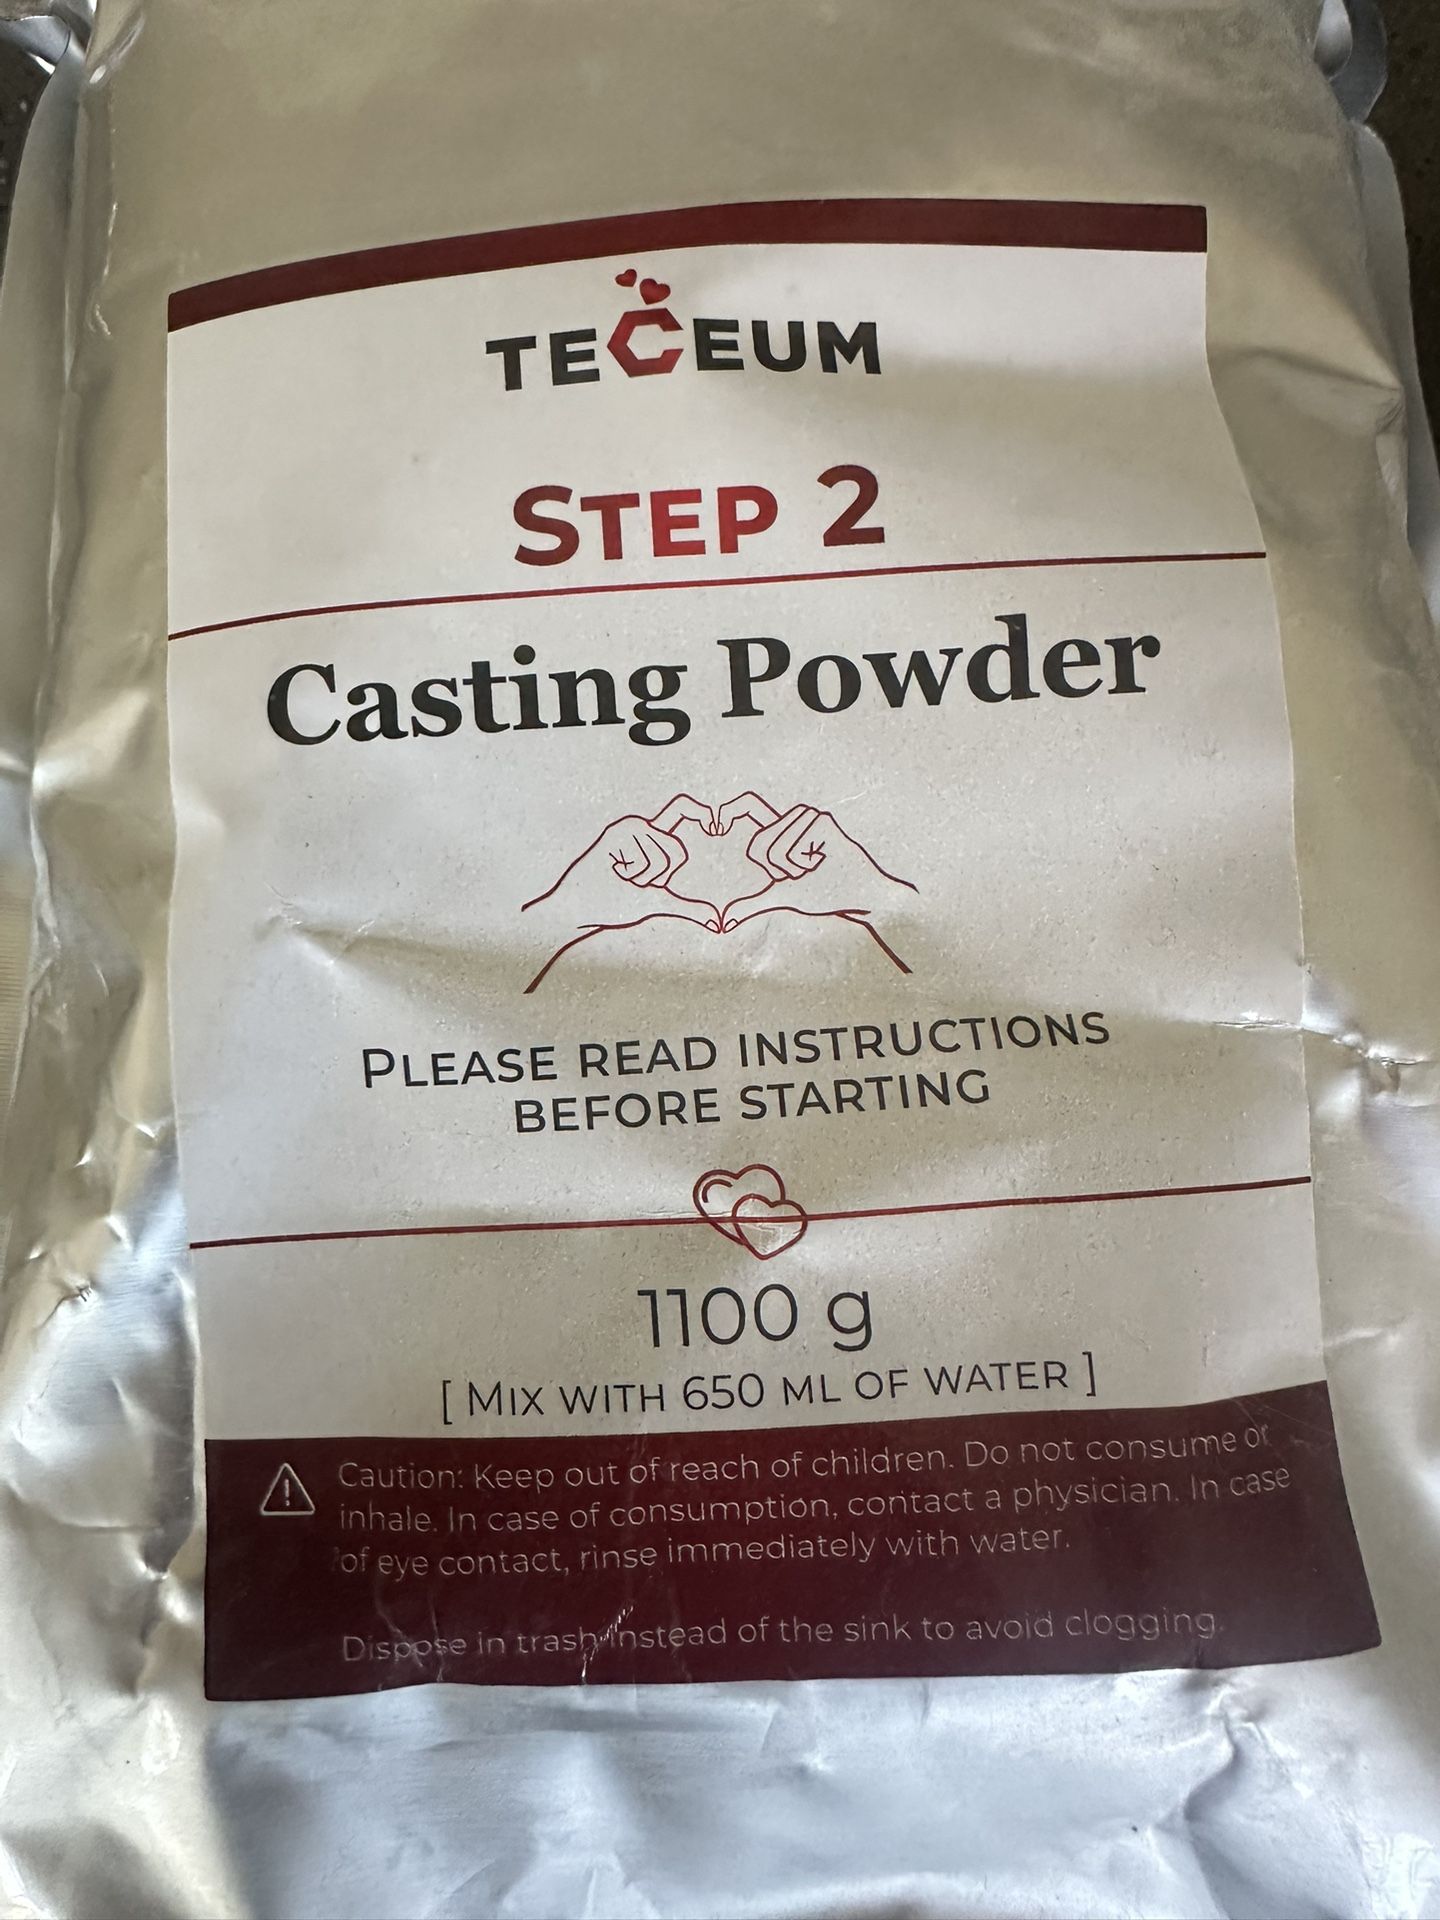 TECEUM
STEP 2
Casting Powder
PLEASE READ INSTRUCTIONS
BEFORE STARTING
1100 g
[ MIX WITH 650 ML OF WATER ]
Caution: Keep out of reach of children. Do not consume or
inhale. In case of consumption, contact a physician. In case
of eye contact, rinse immediately with water.
Dispose in trash instead of the sink to avoid clogging.